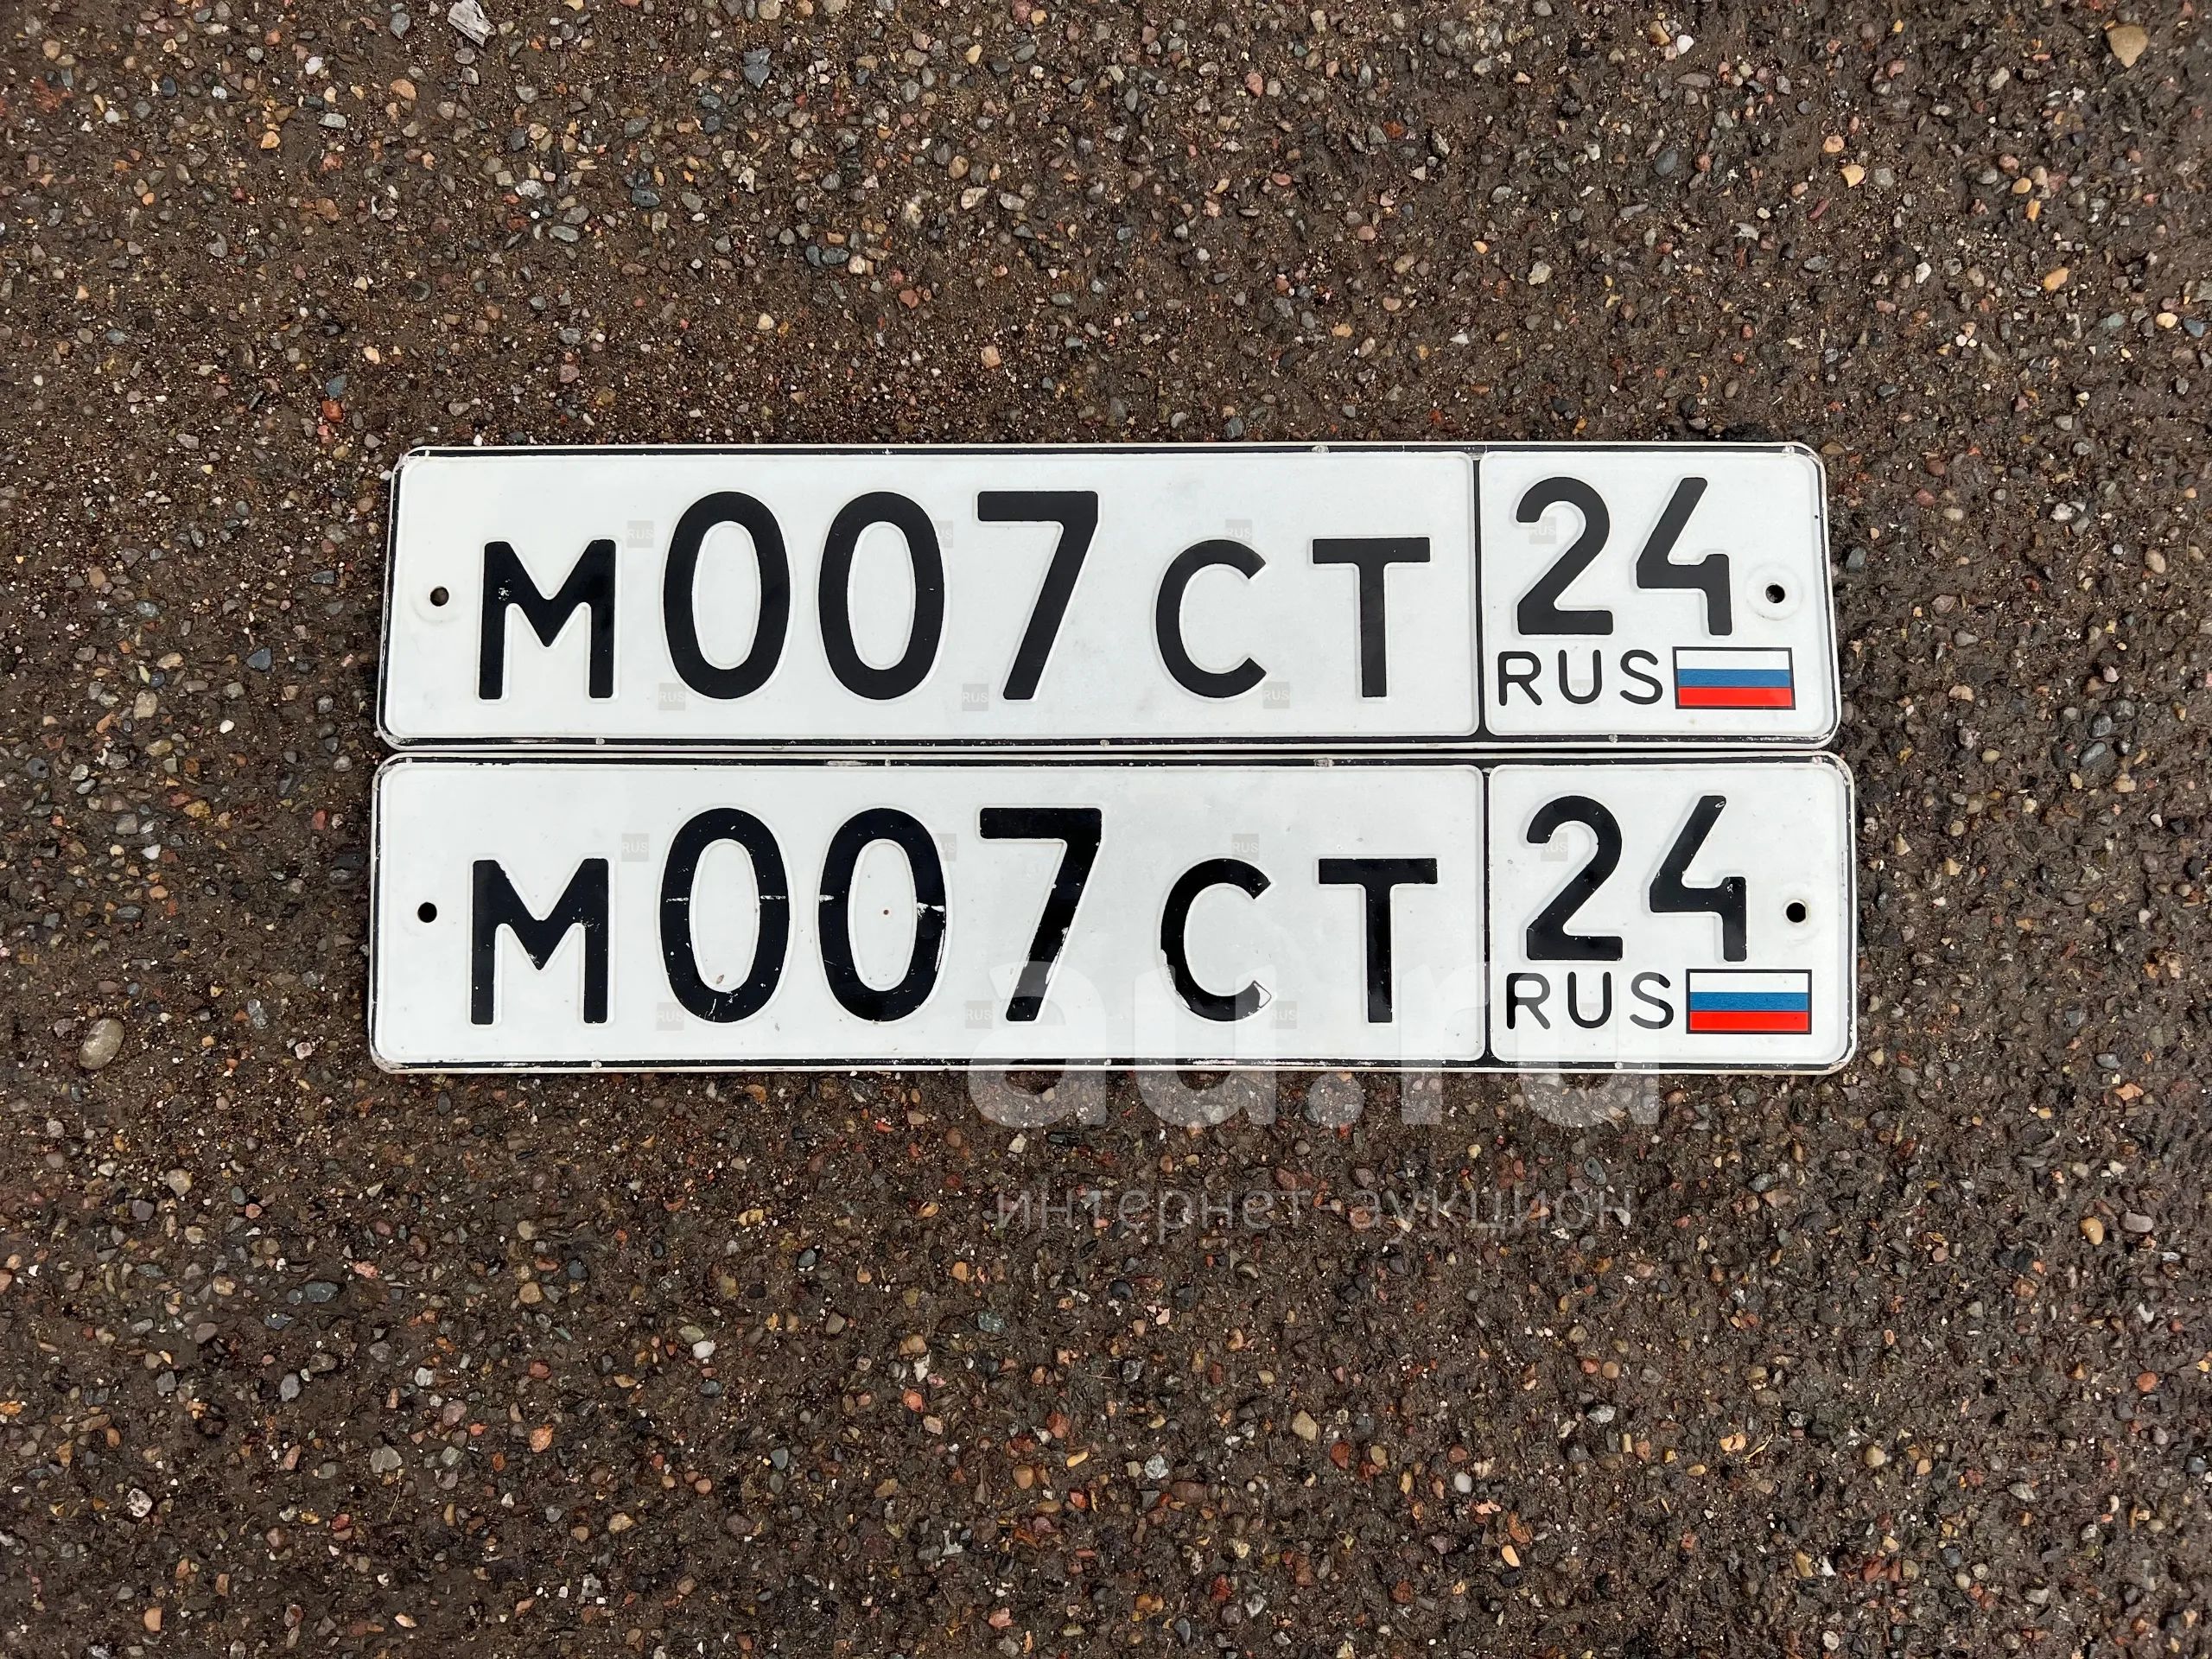 М007СТ 24
RUS
М007СТ 24
RUS
au.ru
интернет-аукцион